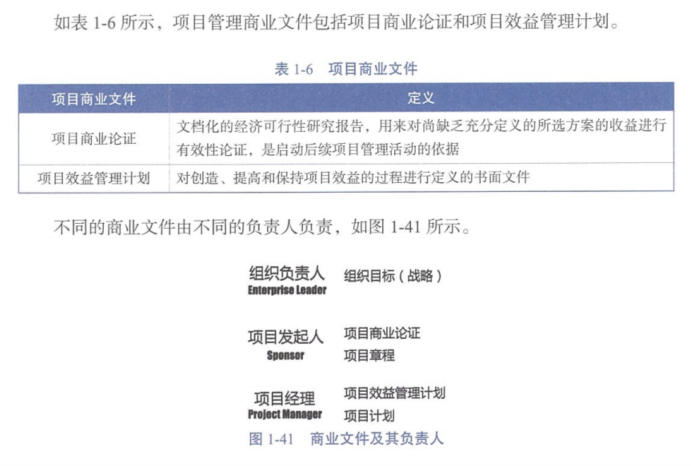 如表 1-6 所示，项目管理商业文件包括项目商业论证和项目效益管理计划。
表 1-6 项目商业文件
项目商业文件 定义
项目商业论证 文档化的经济可行性研究报告，用来对尚缺乏充分定义的所选方案的收益进行
有效性论证，是启动后续项目管理活动的依据
项目效益管理计划 对创造、提高和保持项目效益的过程进行定义的书面文件
不同的商业文件由不同的负责人负责，如图 1-41 所示。
组织负责人 组织目标（战略）
Enterprise Leader
项目发起人 项目商业论证
Sponsor 项目章程
项目经理 项目效益管理计划
Project Manager 项目计划
图 1-41 商业文件及其负责人